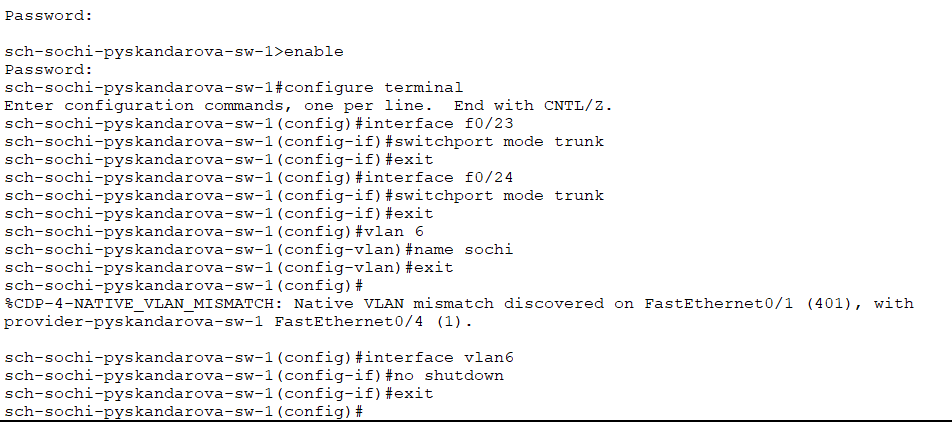 Password:
sch-sochi-pyskandarova-sw-1>enable
Password:
sch-sochi-pyskandarova-sw-1#configure terminal
Enter configuration commands, one per line.  End with CNTL/Z.
sch-sochi-pyskandarova-sw-1(config)#interface f0/23
sch-sochi-pyskandarova-sw-1(config-if)#switchport mode trunk
sch-sochi-pyskandarova-sw-1(config-if)#exit
sch-sochi-pyskandarova-sw-1(config)#interface f0/24
sch-sochi-pyskandarova-sw-1(config-if)#switchport mode trunk
sch-sochi-pyskandarova-sw-1(config-if)#exit
sch-sochi-pyskandarova-sw-1(config)#vlan 6
sch-sochi-pyskandarova-sw-1(config-vlan)#name sochi
sch-sochi-pyskandarova-sw-1(config-vlan)#exit
sch-sochi-pyskandarova-sw-1(config)#
%CDP-4-NATIVE_VLAN_MISMATCH: Native VLAN mismatch discovered on FastEthernet0/1 (401), with
provider-pyskandarova-sw-1 FastEthernet0/4 (1).
sch-sochi-pyskandarova-sw-1(config)#interface vlan6
sch-sochi-pyskandarova-sw-1(config-if)#no shutdown
sch-sochi-pyskandarova-sw-1(config-if)#exit
sch-sochi-pyskandarova-sw-1(config)#